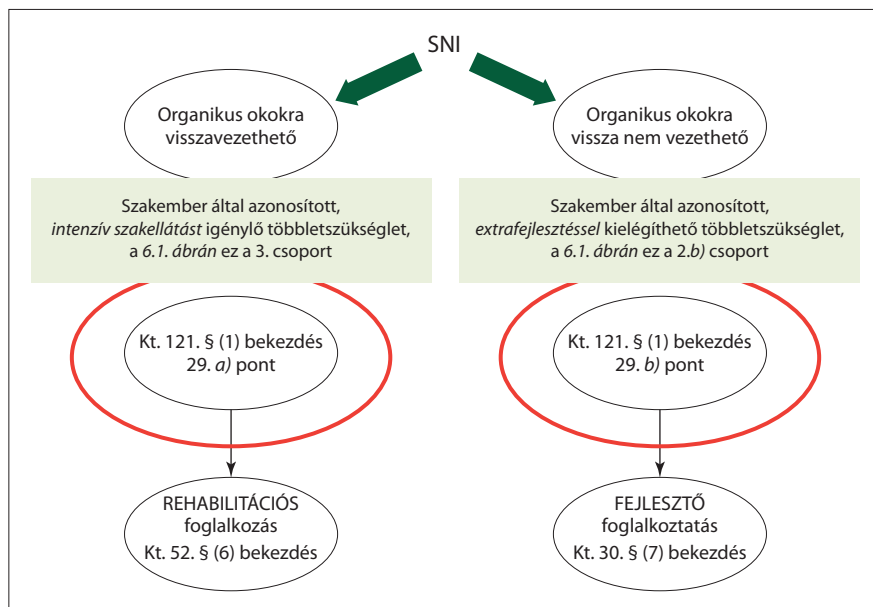 SNI
Organikus okokra
visszavezethető
Organikus okokra
vissza nem vezethető
Szakember által azonosított,
intenzív szakellátást igénylő többletszükséglet,
a 6.1. ábrán ez a 3. csoport
Szakember által azonosított,
extrafejlesztéssel kielégíthető többletszükséglet,
a 6.1. ábrán ez a 2.b) csoport
Kt. 121. § (1) bekezdés
29. a) pont
Kt. 121. § (1) bekezdés
29. b) pont
REHABILITÁCIÓS
foglalkozás
Kt. 52. § (6) bekezdés
FEJLESZTŐ
foglalkoztatás
Kt. 30. § (7) bekezdés